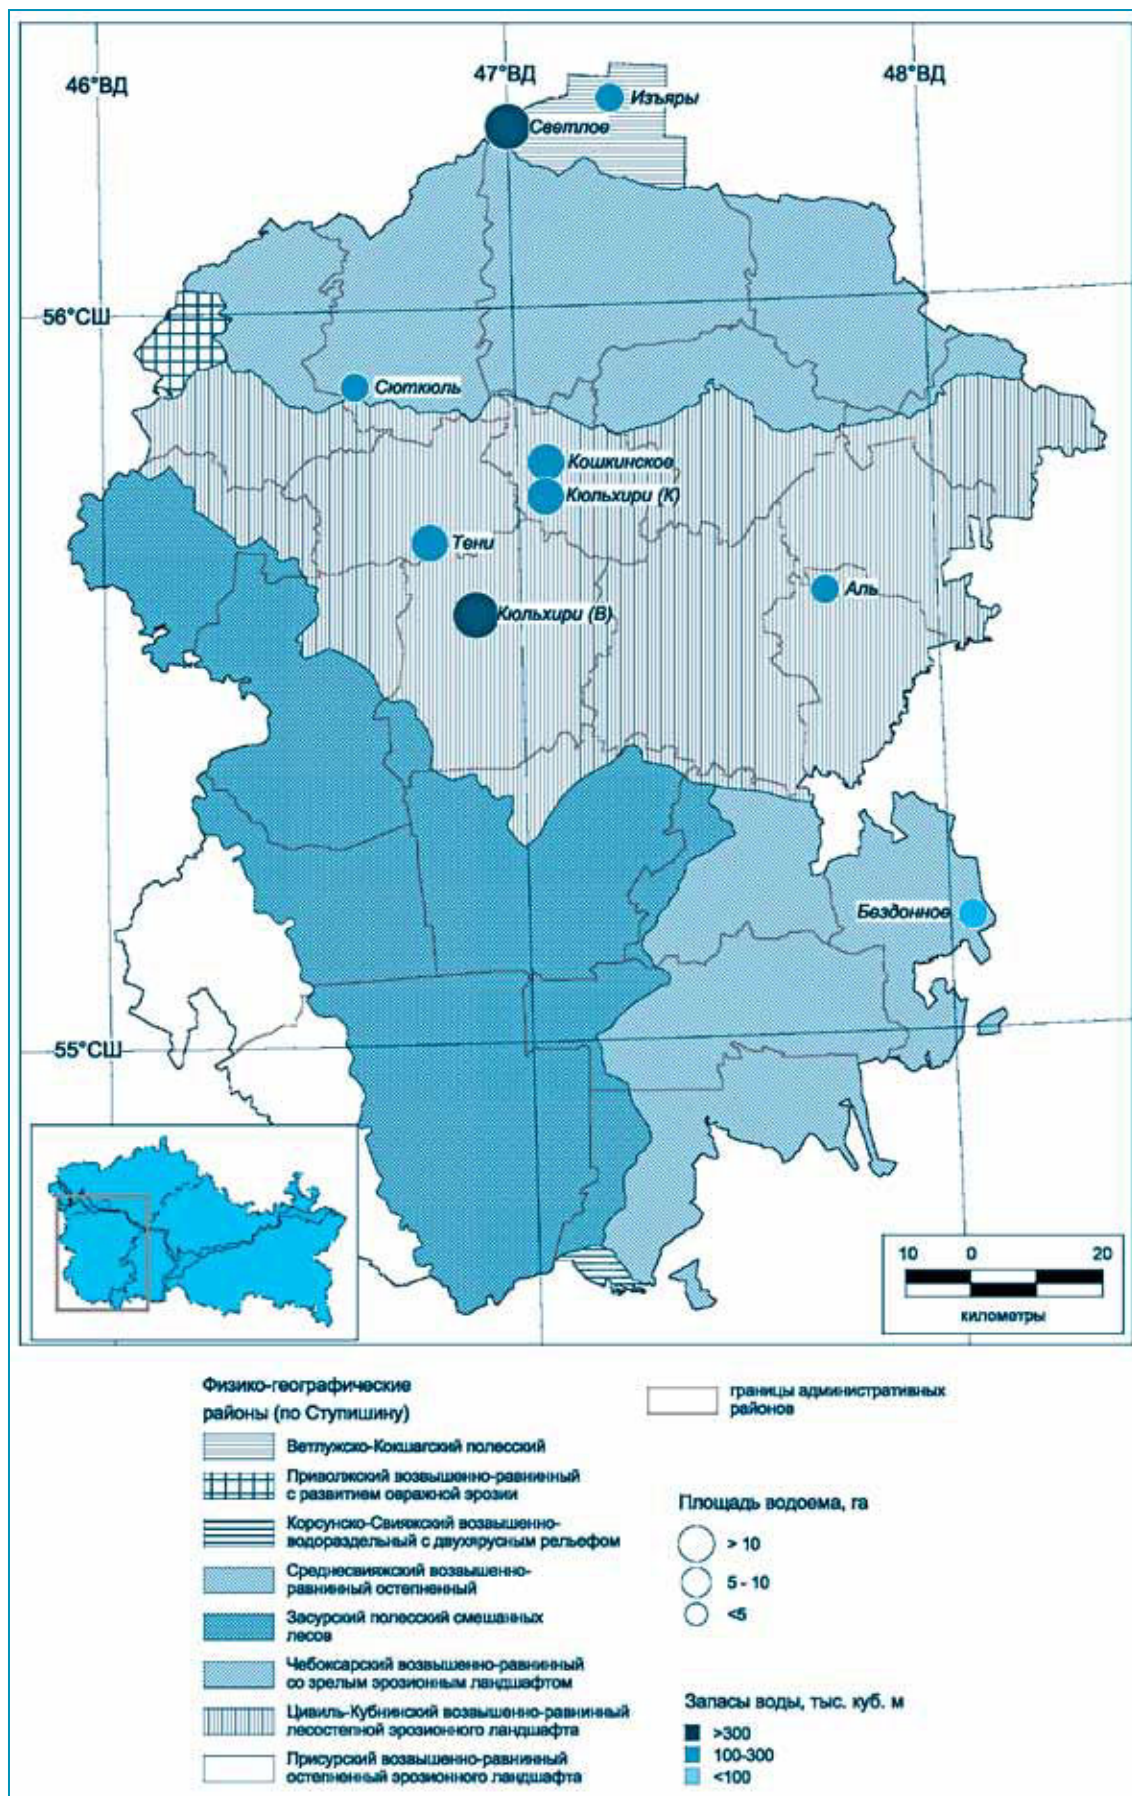 46°ВД
47°ВД
48°ВД
Изъяры
Светлое
56°СШ
Сюткюль
Кошкинское
Кюльхири (К)
Тени
Аль
Кюльхири (В)
Бездонное
55°СШ
10 0 20
километры
Физико-географические
районы (по Ступишину)
Ветлужско-Кокшагский полесский
Приволжский возвышенно-равнинный
с развитием овражной эрозии
Корсунско-Свияжский возвышенно-
водораздельный с двухярусным рельефом
Среднесвияжский возвышенно-
равнинный остепненный
Засурский полесский смешанных
лесов
Чебоксарский возвышенно-равнинный
со зрелым эрозионным ландшафтом
Цивиль-Кубнинский возвышенно-равнинный
лесостепной эрозионного ландшафта
Присурский возвышенно-равнинный
остепненный эрозионного ландшафта
границы административных
районов
Площадь водоема, га
> 10
5 - 10
<5
Запасы воды, тыс. куб. м
>300
100-300
<100